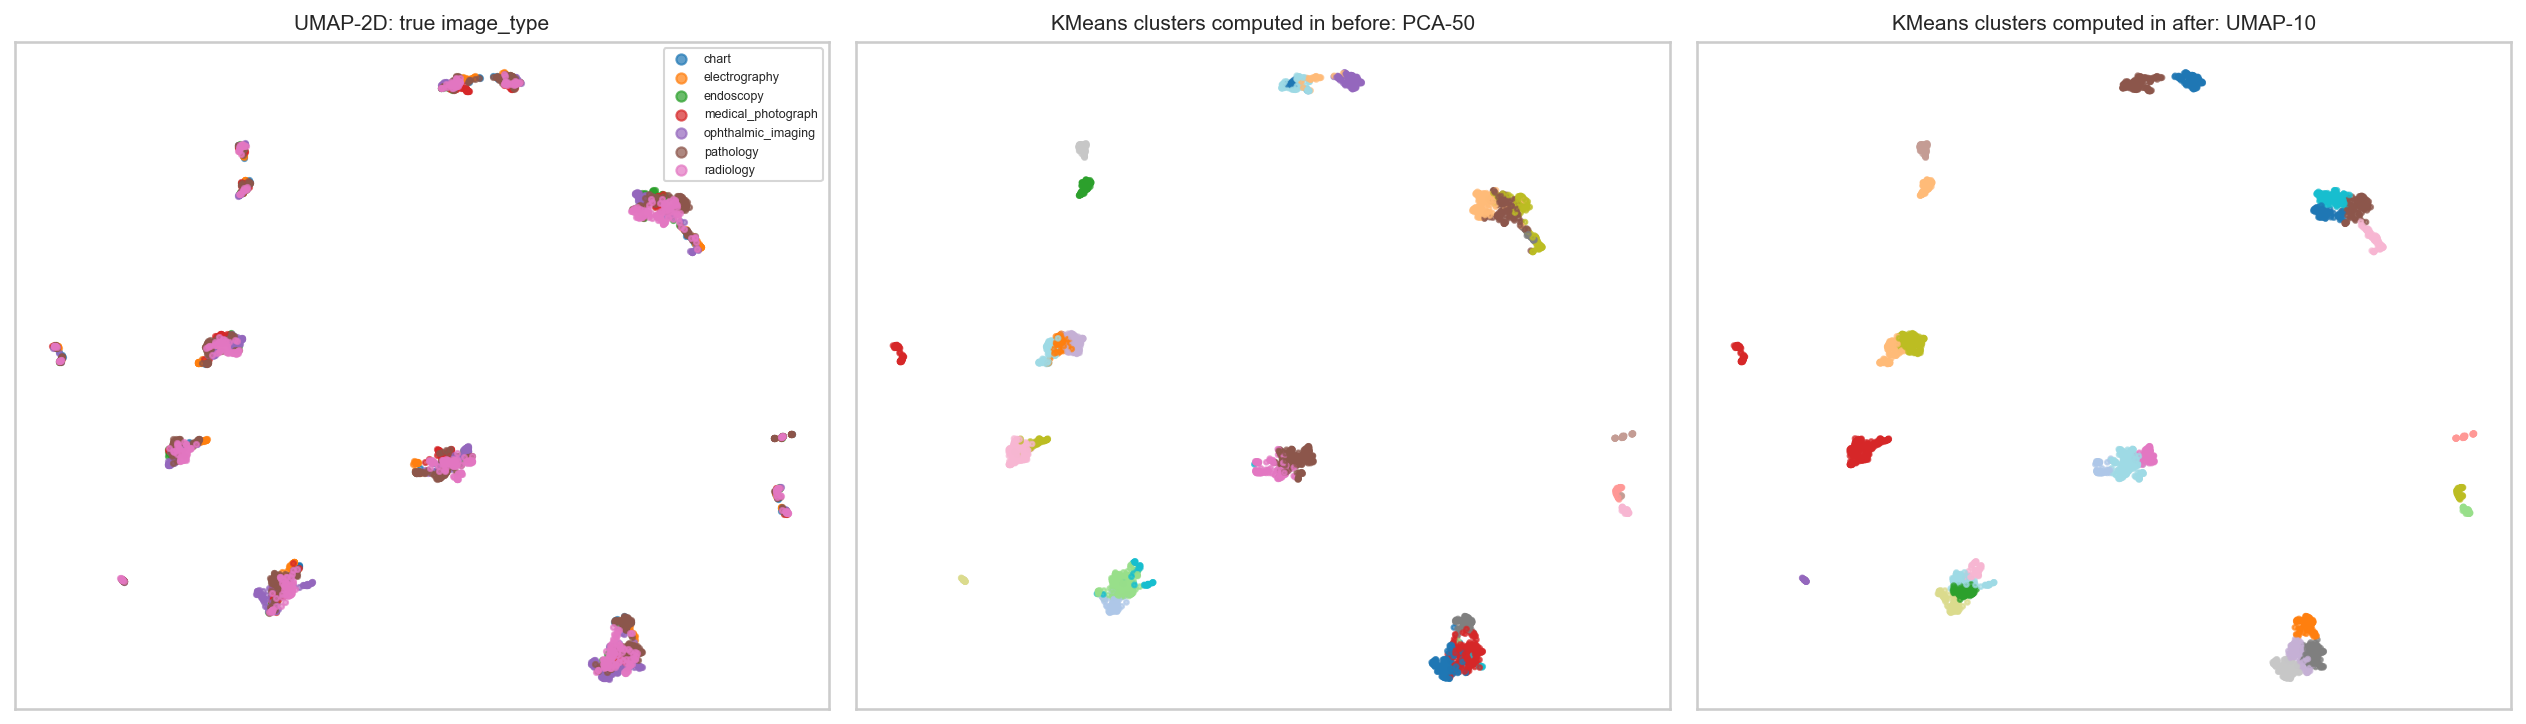 UMAP-2D: true image_type
chart
electrography
endoscopy
medical_photograph
ophthalmic_imaging
pathology
radiology
KMeans clusters computed in before: PCA-50
KMeans clusters computed in after: UMAP-10